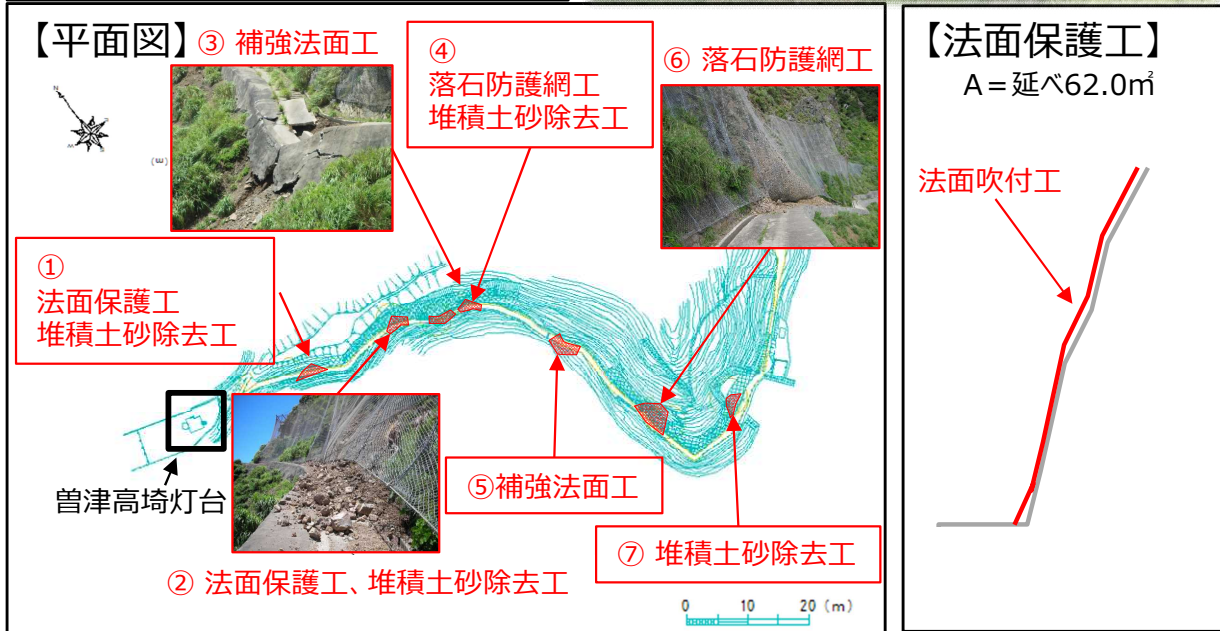 【平面図】
③ 補強法面工
④
落石防護網工
堆積土砂除去工
⑥ 落石防護網工
N
W
S
(m)
①
法面保護工
堆積土砂除去工
曽津高埼灯台
② 法面保護工、堆積土砂除去工
⑤補強法面工
⑦ 堆積土砂除去工
0 10 20 (m)
【法面保護工】
A=延べ62.0㎡
法面吹付工